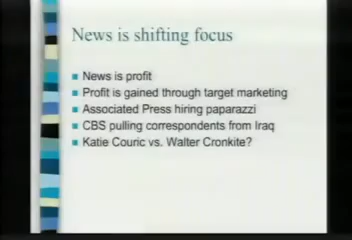 News is shifting focus
News is profit
Profit is gained through target marketing
Associated Press hiring paparazzi
CBS pulling correspondents from Iraq
Katie Couric vs. Walter Cronkite?